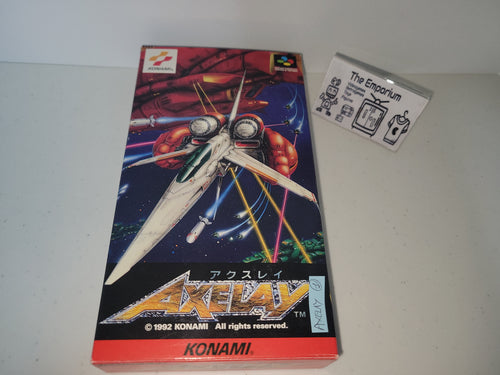 KONAMI
アクスレイ
AXELAY TM
© 1992 KONAMI All rights reserved.
AXELAY
KONAMI
The Emporium